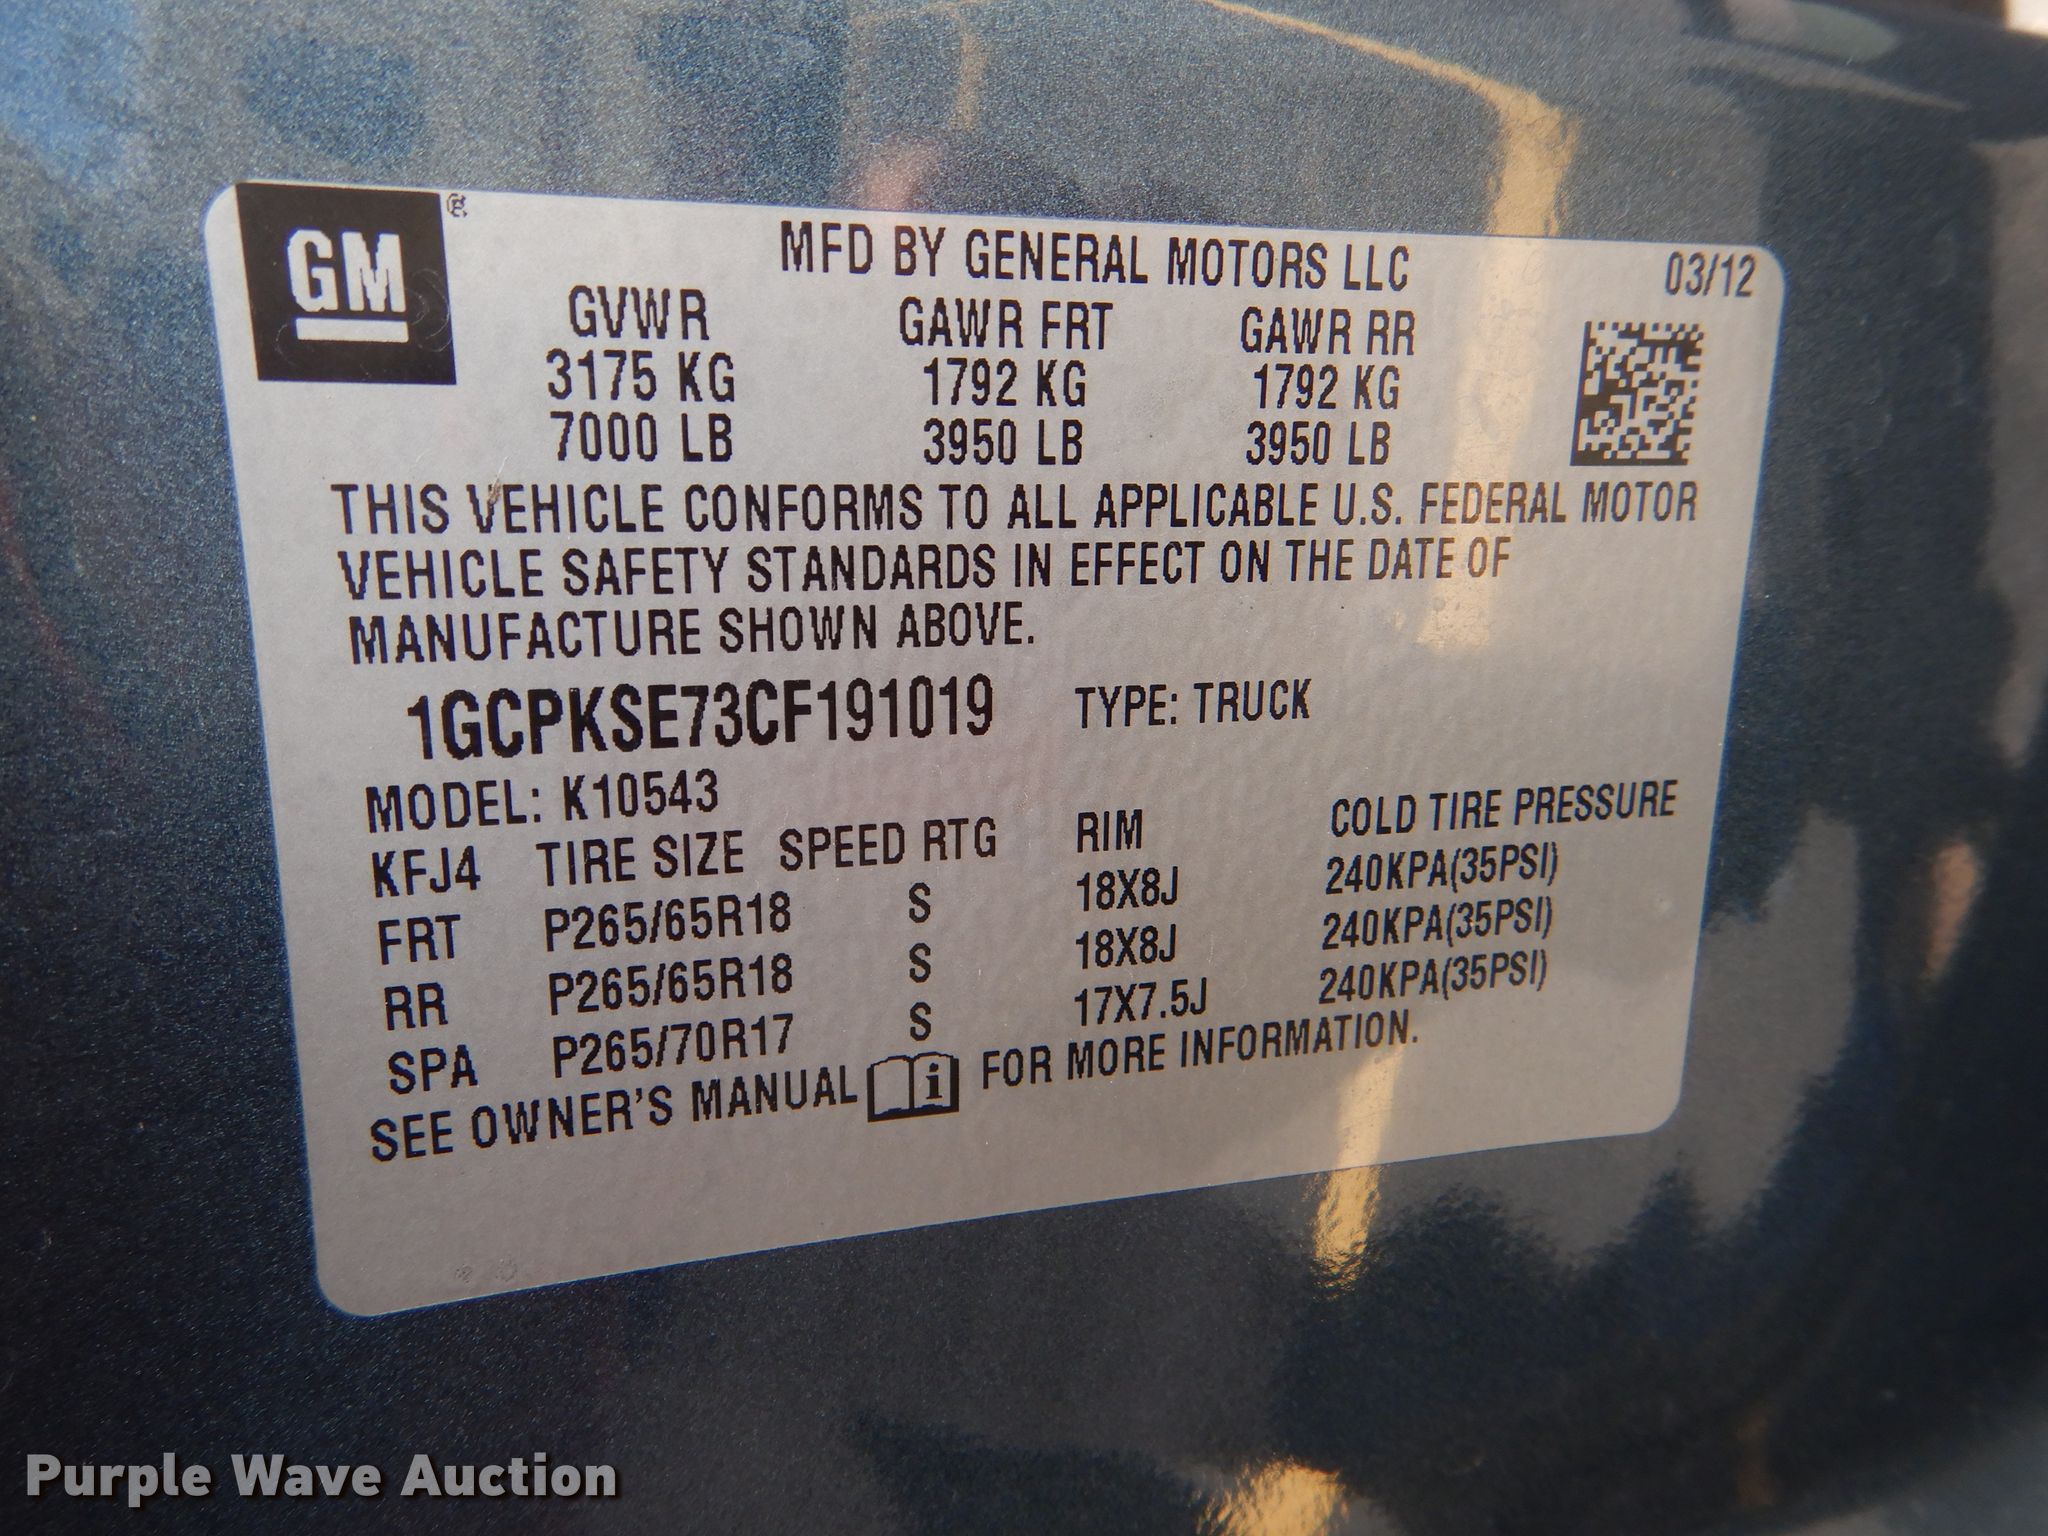 GM
MFD BY GENERAL MOTORS LLC
03/12
GVWR GAWR FRT GAWR RR
3175 KG 1792 KG 1792 KG
7000 LB 3950 LB 3950 LB
THIS VEHICLE CONFORMS TO ALL APPLICABLE U.S. FEDERAL MOTOR
VEHICLE SAFETY STANDARDS IN EFFECT ON THE DATE OF
MANUFACTURE SHOWN ABOVE.
1GCPKSE73CF191019 TYPE: TRUCK
MODEL: K10543
KFJ4 TIRE SIZE SPEED RTG RIM COLD TIRE PRESSURE
FRT P265/65R18 S 18X8J 240KPA(35PSI)
RR P265/65R18 S 18X8J 240KPA(35PSI)
SPA P265/70R17 S 17X7.5J 240KPA(35PSI)
SEE OWNER'S MANUAL i FOR MORE INFORMATION.
Purple Wave Auction